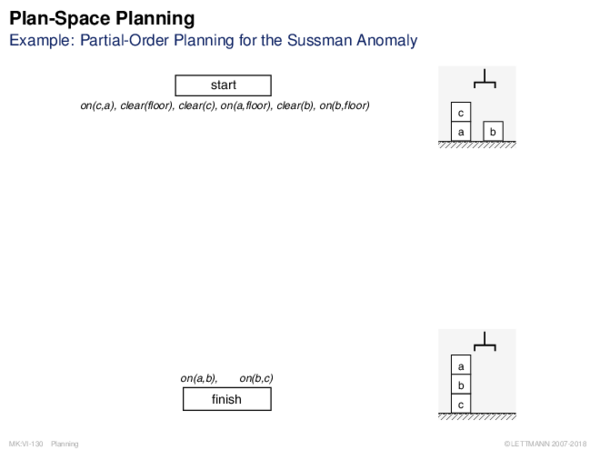 Plan-Space Planning
Example: Partial-Order Planning for the Sussman Anomaly
start
on(c,a), clear(floor), clear(c), on(a,floor), clear(b), on(b,floor)
c
a b
a
b
c
on(a,b), on(b,c)
finish
MK:VI-130 Planning ©LETTMANN 2007-2018